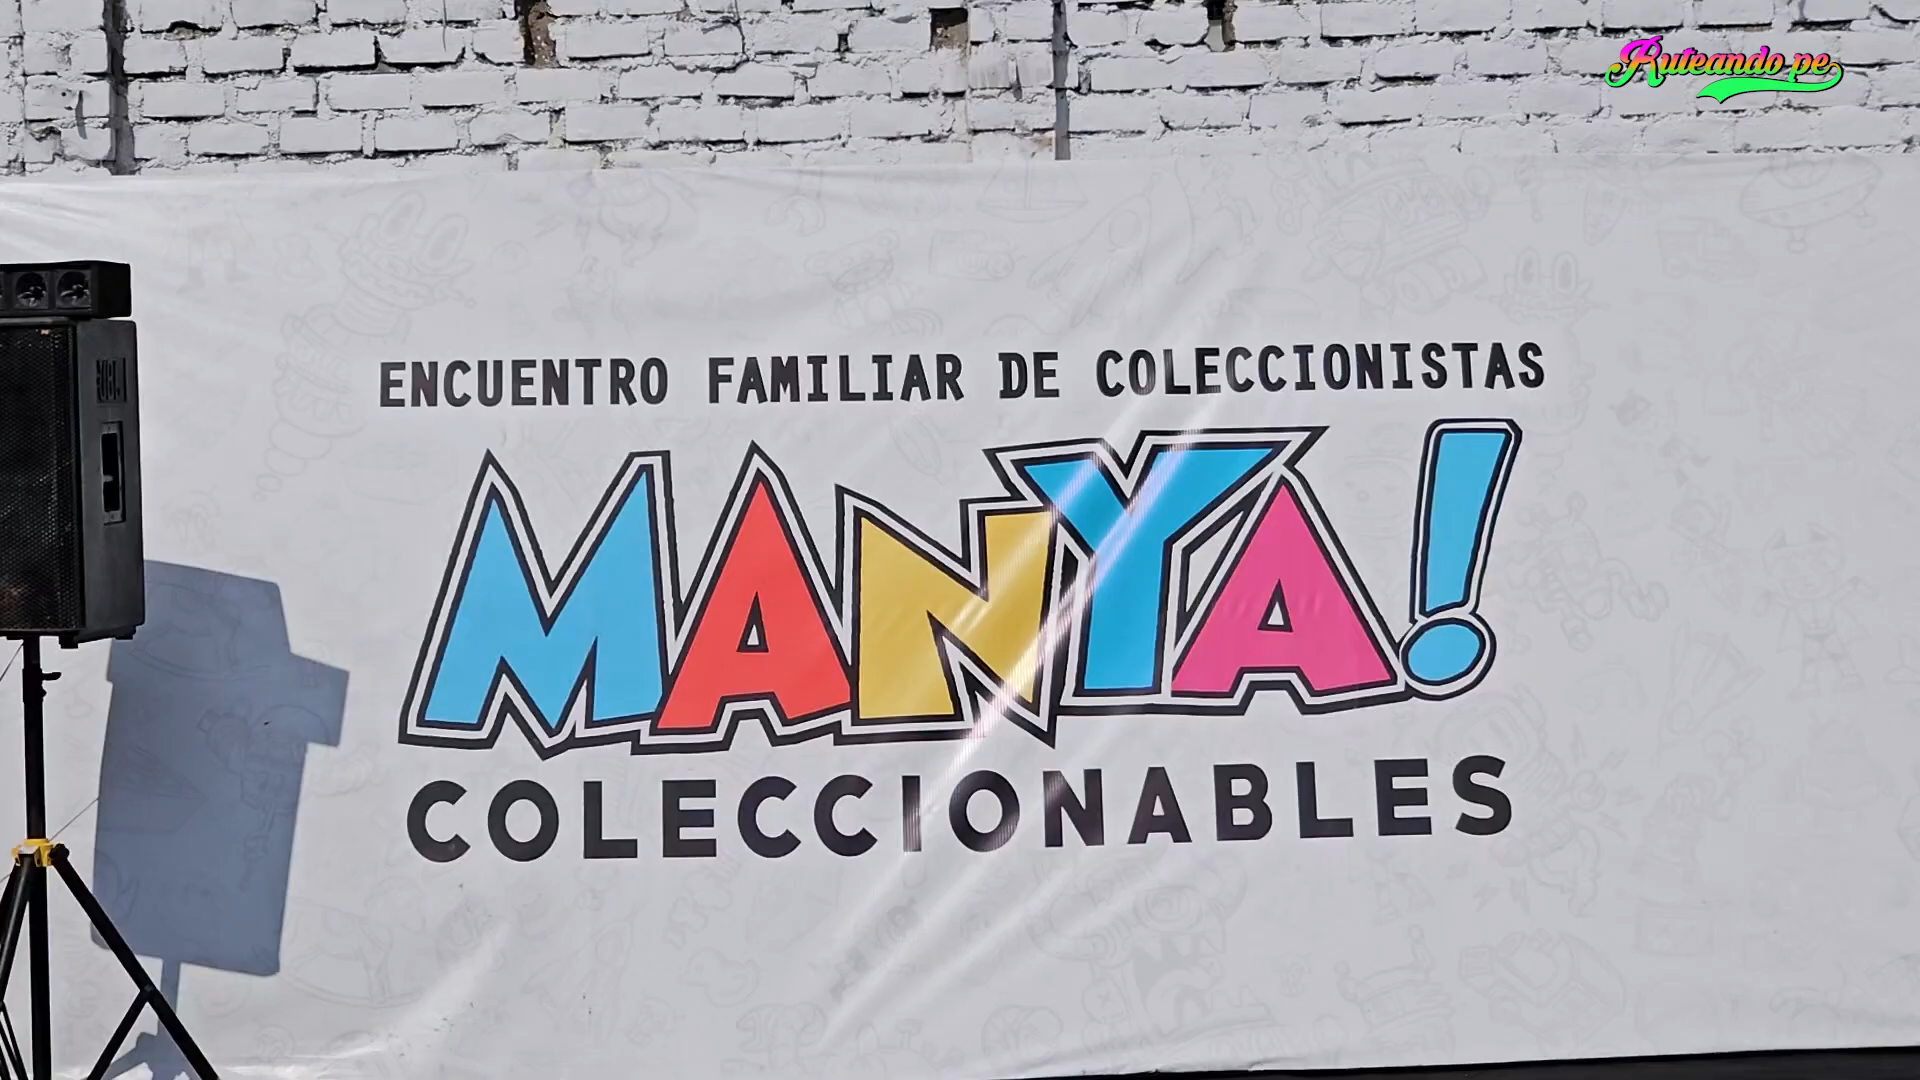 Ruteando pe
ENCUENTRO FAMILIAR DE COLECCIONISTAS
MANYA!
COLECCIONABLES